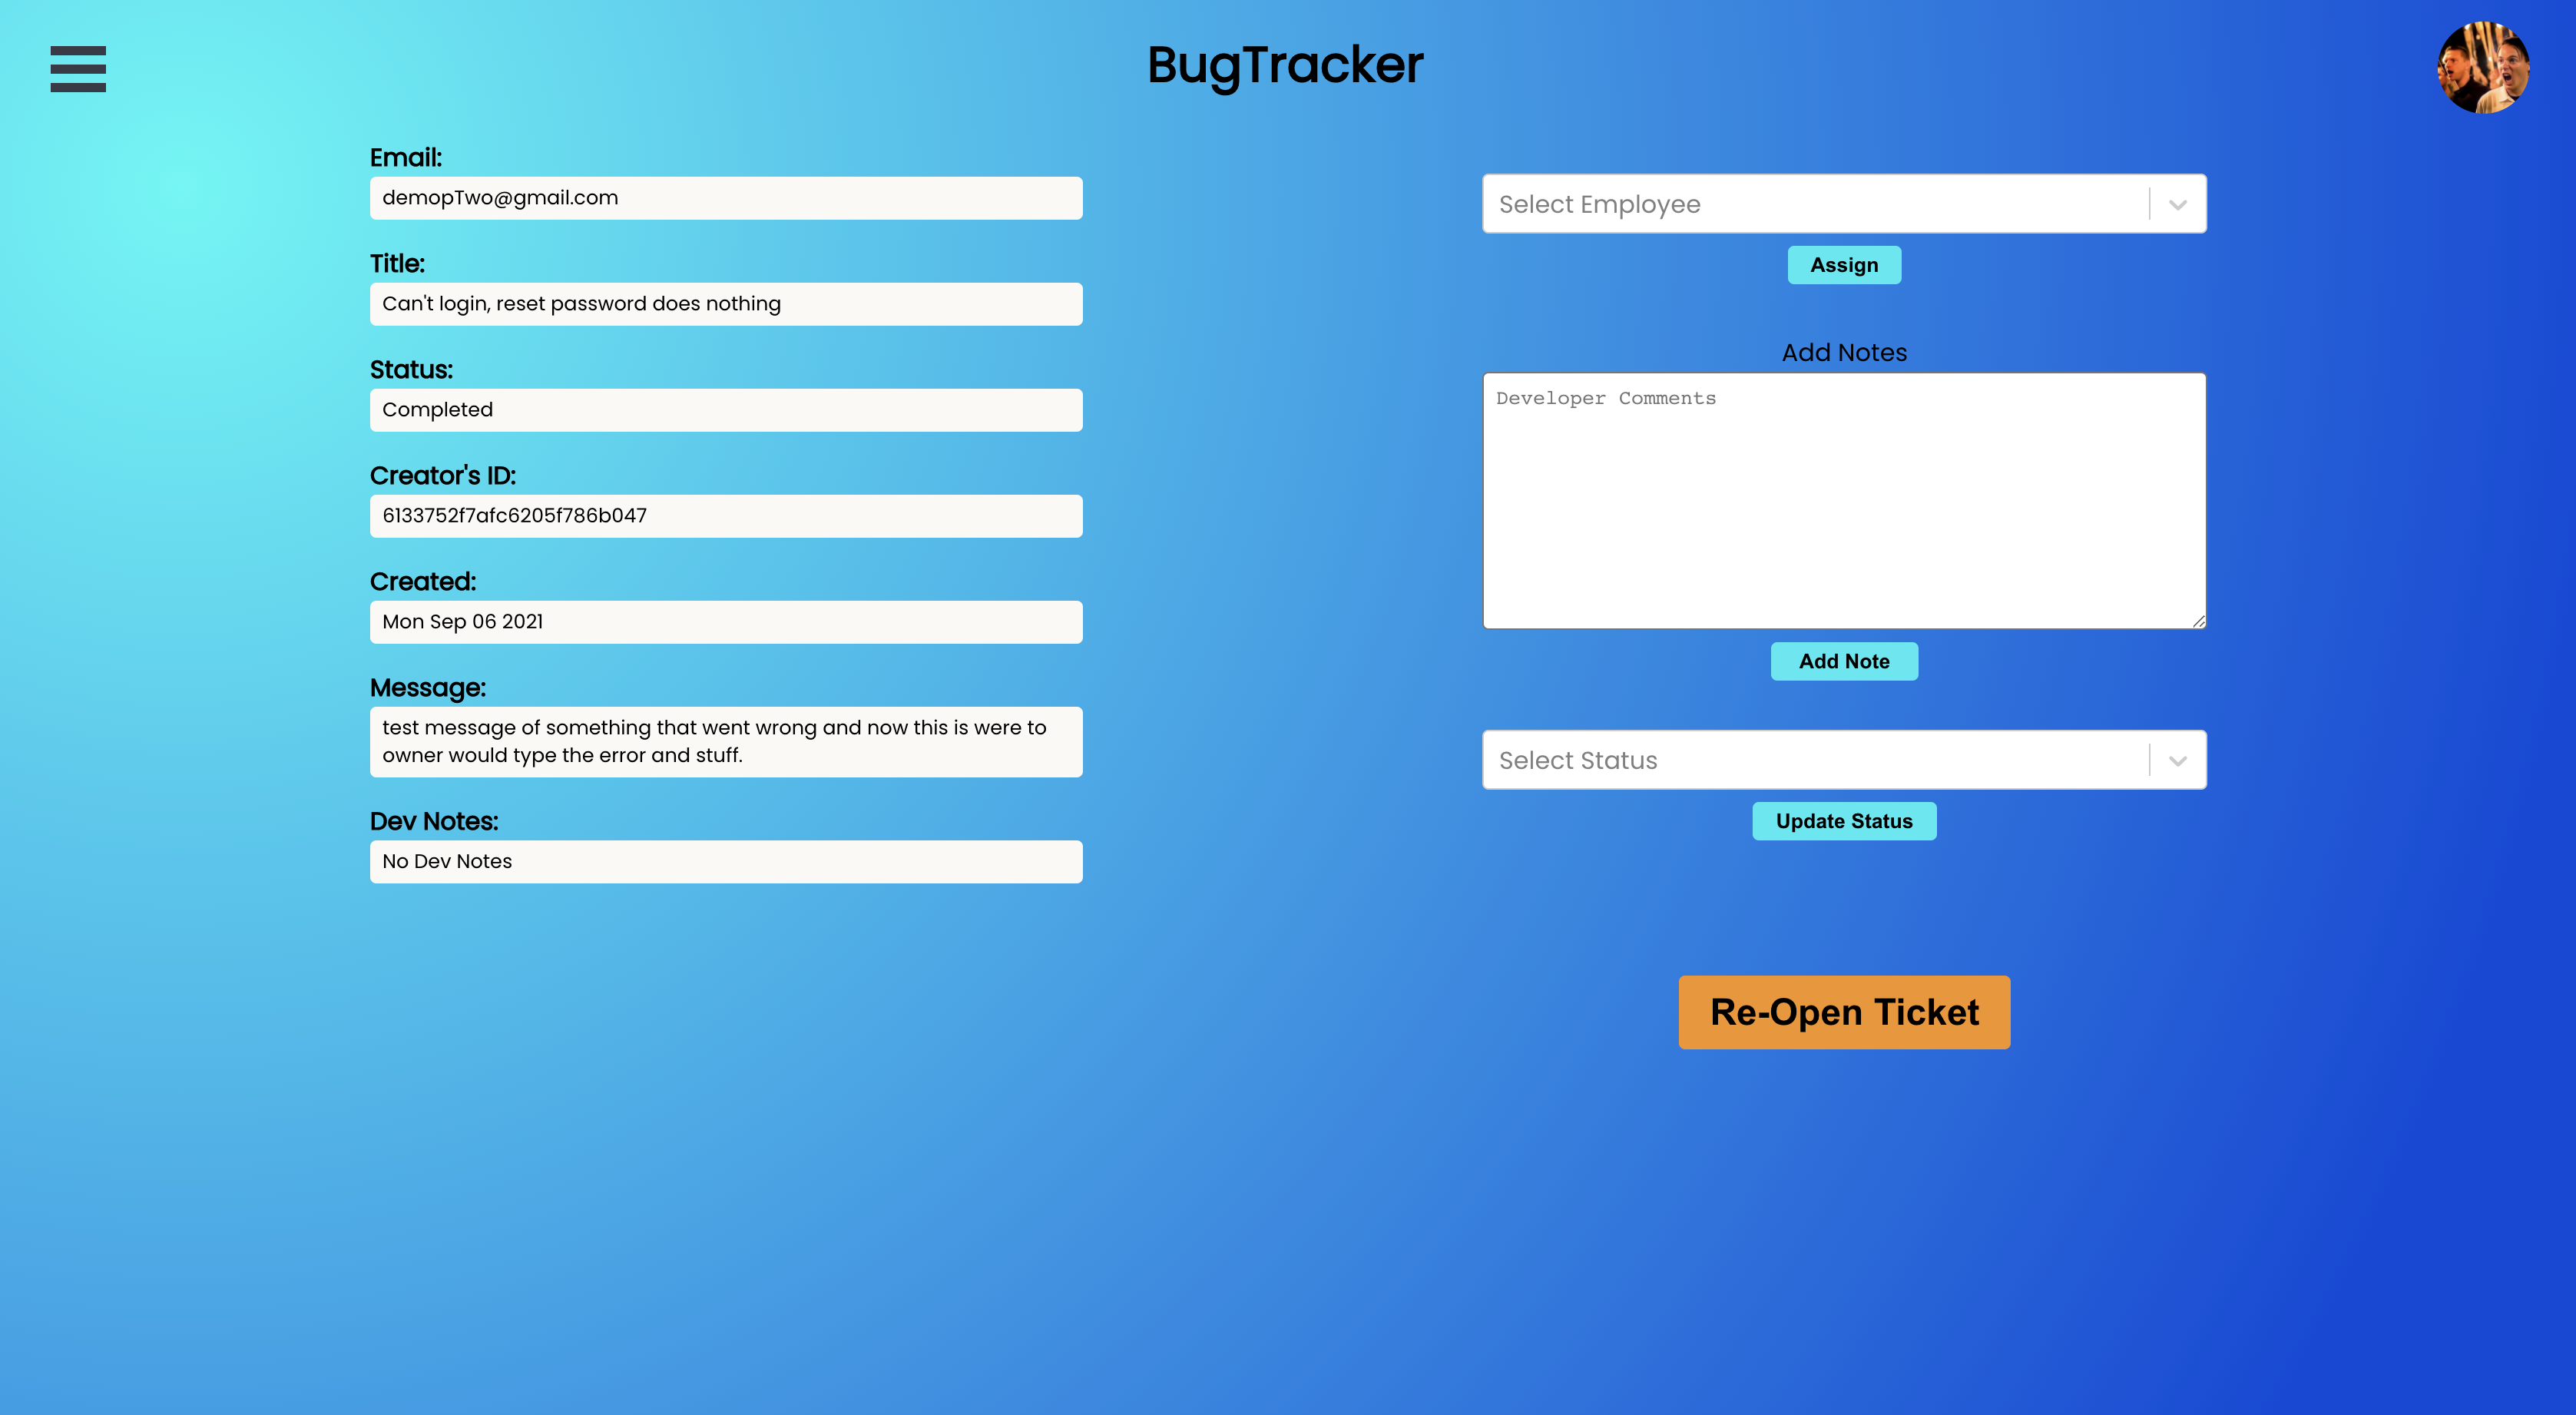 BugTracker
Email:
demopTwo@gmail.com
Title:
Can't login, reset password does nothing
Status:
Completed
Creator's ID:
6133752f7afc6205f786b047
Created:
Mon Sep 06 2021
Message:
test message of something that went wrong and now this is were to
owner would type the error and stuff.
Dev Notes:
No Dev Notes
Select Employee
Assign
Add Notes
Developer Comments
Add Note
Select Status
Update Status
Re-Open Ticket